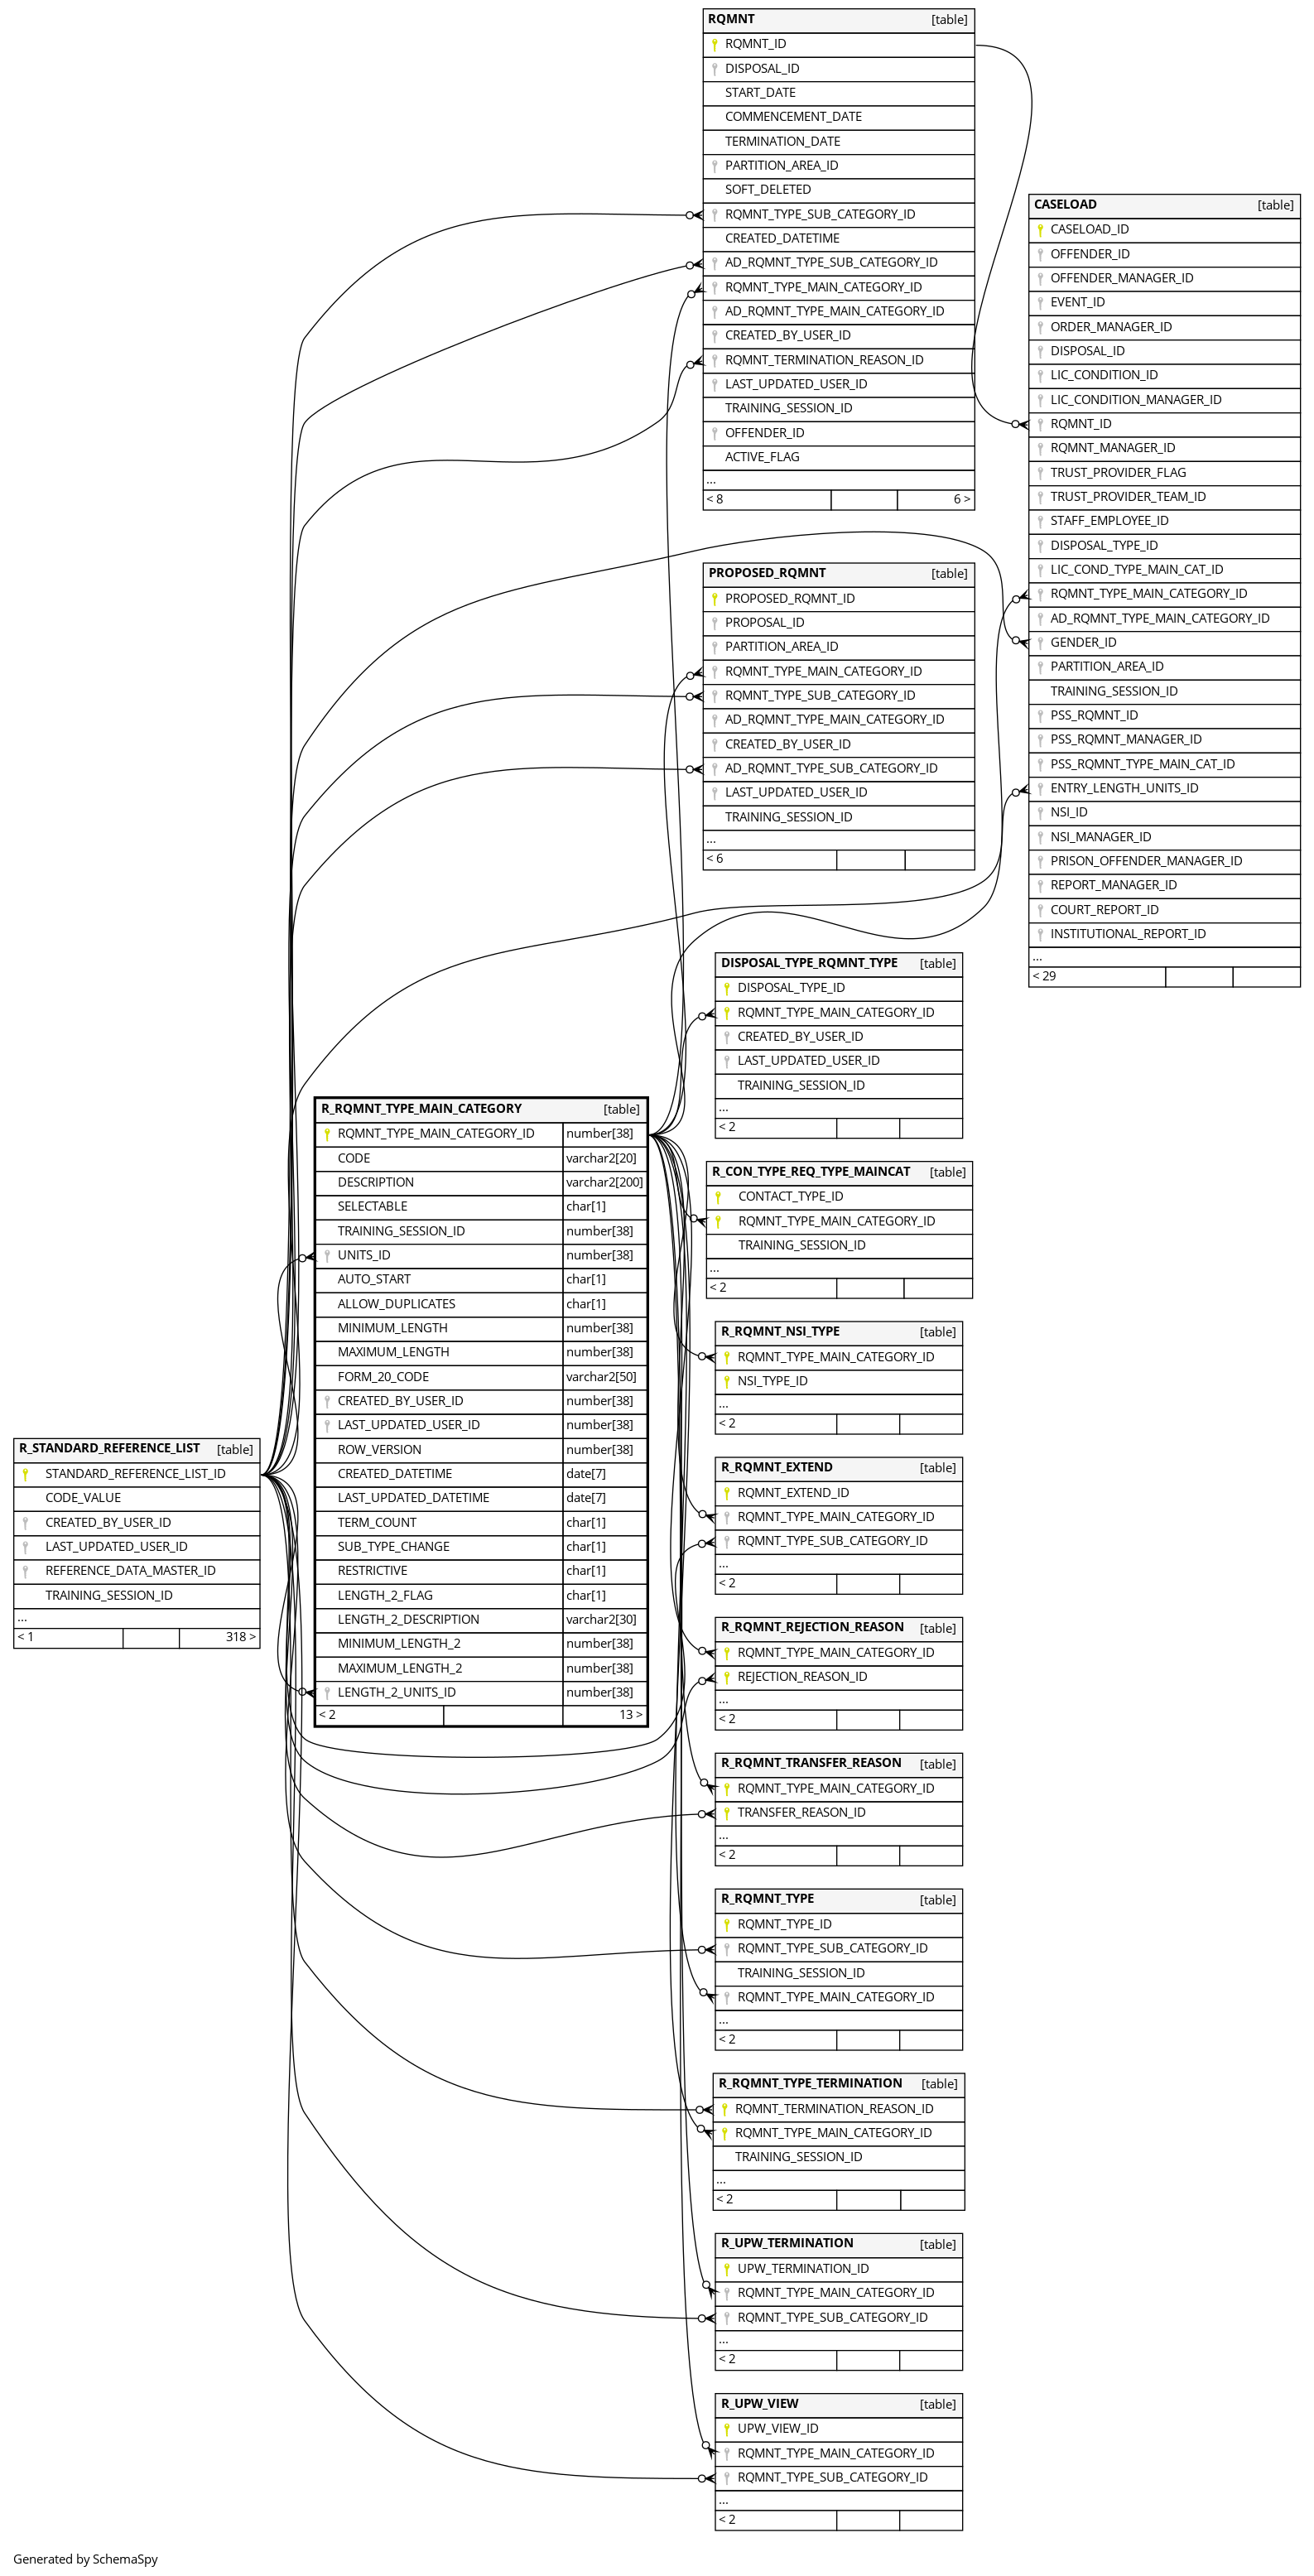 RQMNT [table]
RQMNT_ID
DISPOSAL_ID
START_DATE
COMMENCEMENT_DATE
TERMINATION_DATE
PARTITION_AREA_ID
SOFT_DELETED
RQMNT_TYPE_SUB_CATEGORY_ID
CREATED_DATETIME
AD_RQMNT_TYPE_SUB_CATEGORY_ID
RQMNT_TYPE_MAIN_CATEGORY_ID
AD_RQMNT_TYPE_MAIN_CATEGORY_ID
CREATED_BY_USER_ID
RQMNT_TERMINATION_REASON_ID
LAST_UPDATED_USER_ID
TRAINING_SESSION_ID
OFFENDER_ID
ACTIVE_FLAG
...
< 8 6 >
CASELOAD [table]
CASELOAD_ID
OFFENDER_ID
OFFENDER_MANAGER_ID
EVENT_ID
ORDER_MANAGER_ID
DISPOSAL_ID
LIC_CONDITION_ID
LIC_CONDITION_MANAGER_ID
RQMNT_ID
RQMNT_MANAGER_ID
TRUST_PROVIDER_FLAG
TRUST_PROVIDER_TEAM_ID
STAFF_EMPLOYEE_ID
DISPOSAL_TYPE_ID
LIC_COND_TYPE_MAIN_CAT_ID
RQMNT_TYPE_MAIN_CATEGORY_ID
AD_RQMNT_TYPE_MAIN_CATEGORY_ID
GENDER_ID
PARTITION_AREA_ID
TRAINING_SESSION_ID
PSS_RQMNT_ID
PSS_RQMNT_MANAGER_ID
PSS_RQMNT_TYPE_MAIN_CAT_ID
ENTRY_LENGTH_UNITS_ID
NSI_ID
NSI_MANAGER_ID
PRISON_OFFENDER_MANAGER_ID
REPORT_MANAGER_ID
COURT_REPORT_ID
INSTITUTIONAL_REPORT_ID
...
< 29
PROPOSED_RQMNT [table]
PROPOSED_RQMNT_ID
PROPOSAL_ID
PARTITION_AREA_ID
RQMNT_TYPE_MAIN_CATEGORY_ID
RQMNT_TYPE_SUB_CATEGORY_ID
AD_RQMNT_TYPE_MAIN_CATEGORY_ID
CREATED_BY_USER_ID
AD_RQMNT_TYPE_SUB_CATEGORY_ID
LAST_UPDATED_USER_ID
TRAINING_SESSION_ID
...
< 6
DISPOSAL_TYPE_RQMNT_TYPE [table]
DISPOSAL_TYPE_ID
RQMNT_TYPE_MAIN_CATEGORY_ID
CREATED_BY_USER_ID
LAST_UPDATED_USER_ID
TRAINING_SESSION_ID
...
< 2
R_RQMNT_TYPE_MAIN_CATEGORY [table]
RQMNT_TYPE_MAIN_CATEGORY_ID number[38]
CODE varchar2[20]
DESCRIPTION varchar2[200]
SELECTABLE char[1]
TRAINING_SESSION_ID number[38]
UNITS_ID number[38]
AUTO_START char[1]
ALLOW_DUPLICATES char[1]
MINIMUM_LENGTH number[38]
MAXIMUM_LENGTH number[38]
FORM_20_CODE varchar2[50]
CREATED_BY_USER_ID number[38]
LAST_UPDATED_USER_ID number[38]
ROW_VERSION number[38]
CREATED_DATETIME date[7]
LAST_UPDATED_DATETIME date[7]
TERM_COUNT char[1]
SUB_TYPE_CHANGE char[1]
RESTRICTIVE char[1]
LENGTH_2_FLAG char[1]
LENGTH_2_DESCRIPTION varchar2[30]
MINIMUM_LENGTH_2 number[38]
MAXIMUM_LENGTH_2 number[38]
LENGTH_2_UNITS_ID number[38]
< 2 13 >
R_CON_TYPE_REQ_TYPE_MAINCAT [table]
CONTACT_TYPE_ID
RQMNT_TYPE_MAIN_CATEGORY_ID
TRAINING_SESSION_ID
...
< 2
R_RQMNT_NSI_TYPE [table]
RQMNT_TYPE_MAIN_CATEGORY_ID
NSI_TYPE_ID
...
< 2
R_STANDARD_REFERENCE_LIST [table]
STANDARD_REFERENCE_LIST_ID
CODE_VALUE
CREATED_BY_USER_ID
LAST_UPDATED_USER_ID
REFERENCE_DATA_MASTER_ID
TRAINING_SESSION_ID
...
< 1 318 >
R_RQMNT_EXTEND [table]
RQMNT_EXTEND_ID
RQMNT_TYPE_MAIN_CATEGORY_ID
RQMNT_TYPE_SUB_CATEGORY_ID
...
< 2
R_RQMNT_REJECTION_REASON [table]
RQMNT_TYPE_MAIN_CATEGORY_ID
REJECTION_REASON_ID
...
< 2
R_RQMNT_TRANSFER_REASON [table]
RQMNT_TYPE_MAIN_CATEGORY_ID
TRANSFER_REASON_ID
...
< 2
R_RQMNT_TYPE [table]
RQMNT_TYPE_ID
RQMNT_TYPE_SUB_CATEGORY_ID
TRAINING_SESSION_ID
RQMNT_TYPE_MAIN_CATEGORY_ID
...
< 2
R_RQMNT_TYPE_TERMINATION [table]
RQMNT_TERMINATION_REASON_ID
RQMNT_TYPE_MAIN_CATEGORY_ID
TRAINING_SESSION_ID
...
< 2
R_UPW_TERMINATION [table]
UPW_TERMINATION_ID
RQMNT_TYPE_MAIN_CATEGORY_ID
RQMNT_TYPE_SUB_CATEGORY_ID
...
< 2
R_UPW_VIEW [table]
UPW_VIEW_ID
RQMNT_TYPE_MAIN_CATEGORY_ID
RQMNT_TYPE_SUB_CATEGORY_ID
...
< 2
Generated by SchemaSpy